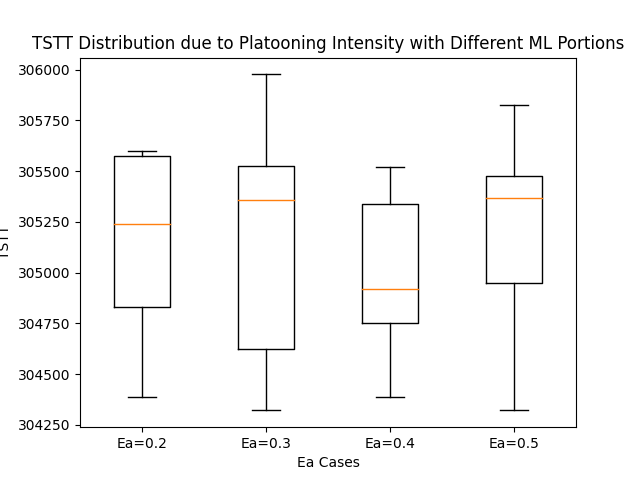 TSTT Distribution due to Platooning Intensity with Different ML Portions
306000
305750
305500
305250
305000
304750
304500
304250
TSTT
Ea=0.2 Ea=0.3 Ea=0.4 Ea=0.5
Ea Cases